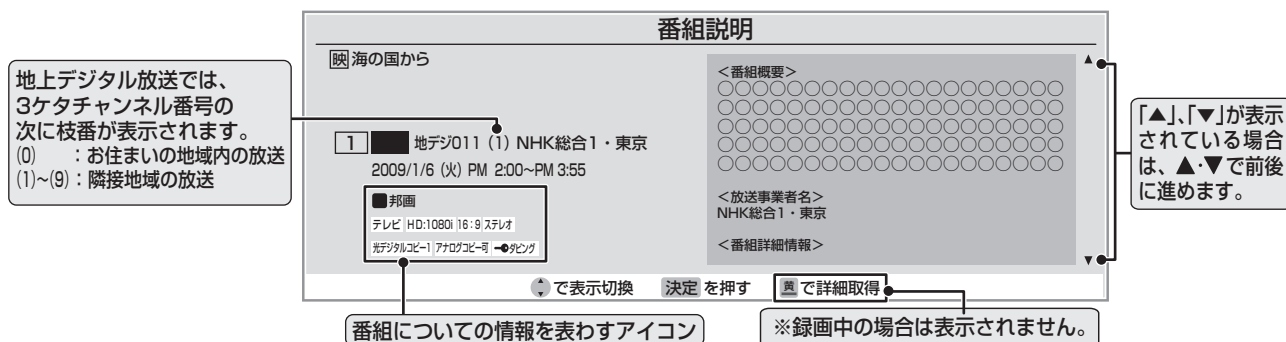 番組説明
映 海の国から
地上デジタル放送では、
3ケタチャンネル番号の
次に枝番が表示されます。
(0) :お住まいの地域内の放送
(1)~(9):隣接地域の放送
1 地デジ011 (1) NHK総合1・東京
2009/1/6 (火) PM 2:00~PM 3:55
邦画
テレビ HD:1080i 16:9 ステレオ
光デジタルコピー1 アナログコピー可 ダビング
<番組概要>
○○○○○○○○○○○○○○○○○○○○
○○○○○○○○○○○○○○○○○○○○
○○○○○○○○○○○○○○○○○○○○
○○○○○○○○○○○○○○○○○○○○
○○○○○○○○○○○○○○○○○○○○
<放送事業者名>
NHK総合1・東京
<番組詳細情報>
▲
▼
「▲」、「▼」が表示
されている場合
は、▲・▼で前後
に進めます。
で表示切換 決定 を押す 黄 で詳細取得
番組についての情報を表わすアイコン
※録画中の場合は表示されません。